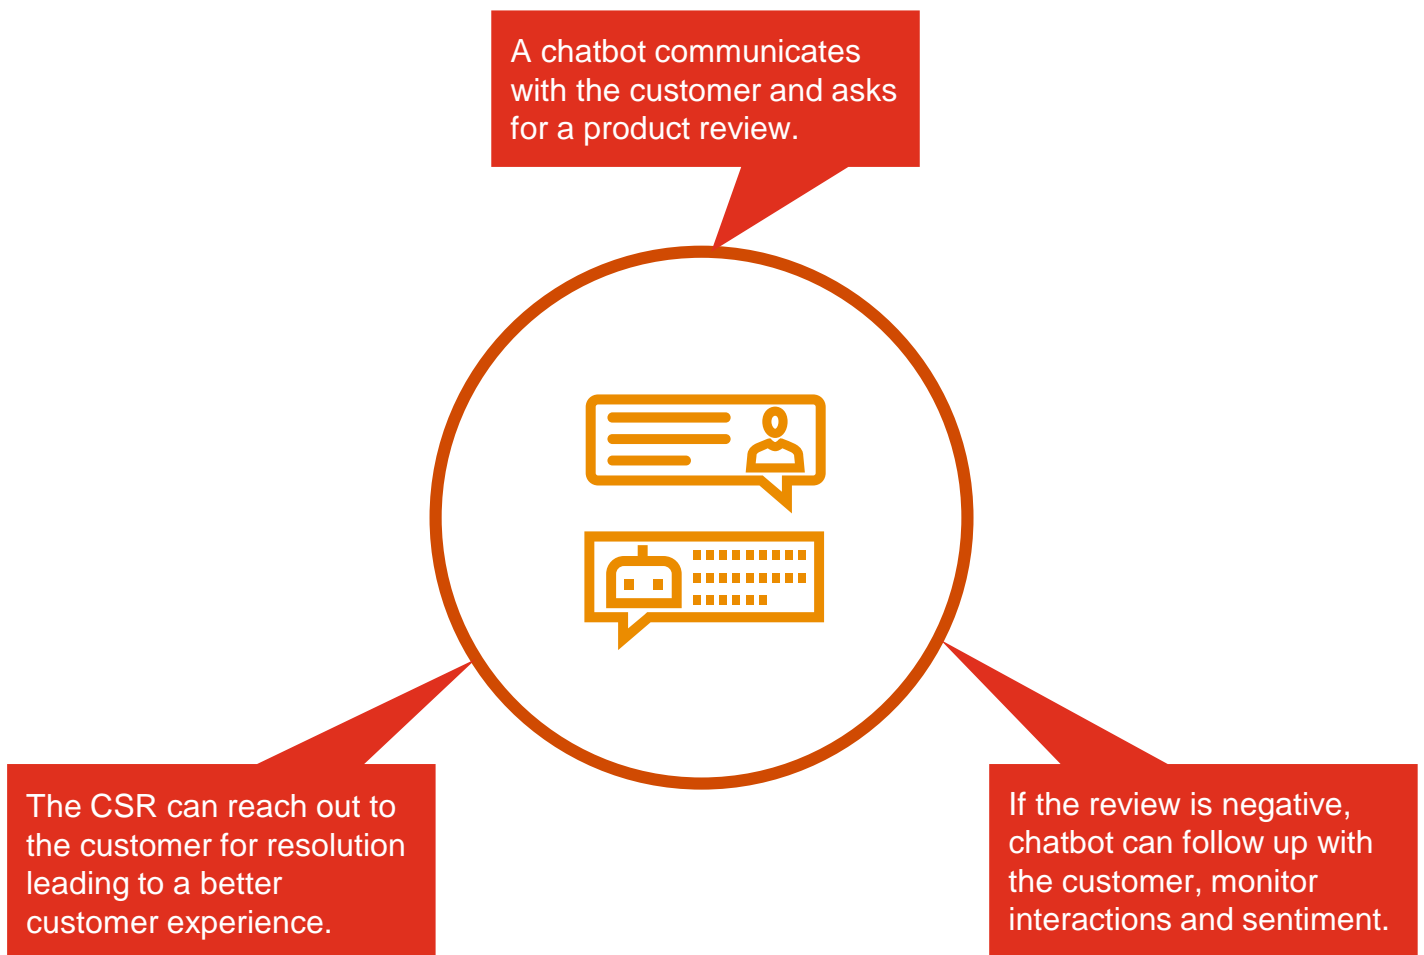 A chatbot communicates
with the customer and asks
for a product review.
If the review is negative,
chatbot can follow up with
the customer, monitor
interactions and sentiment.
The CSR can reach out to
the customer for resolution
leading to a better
customer experience.